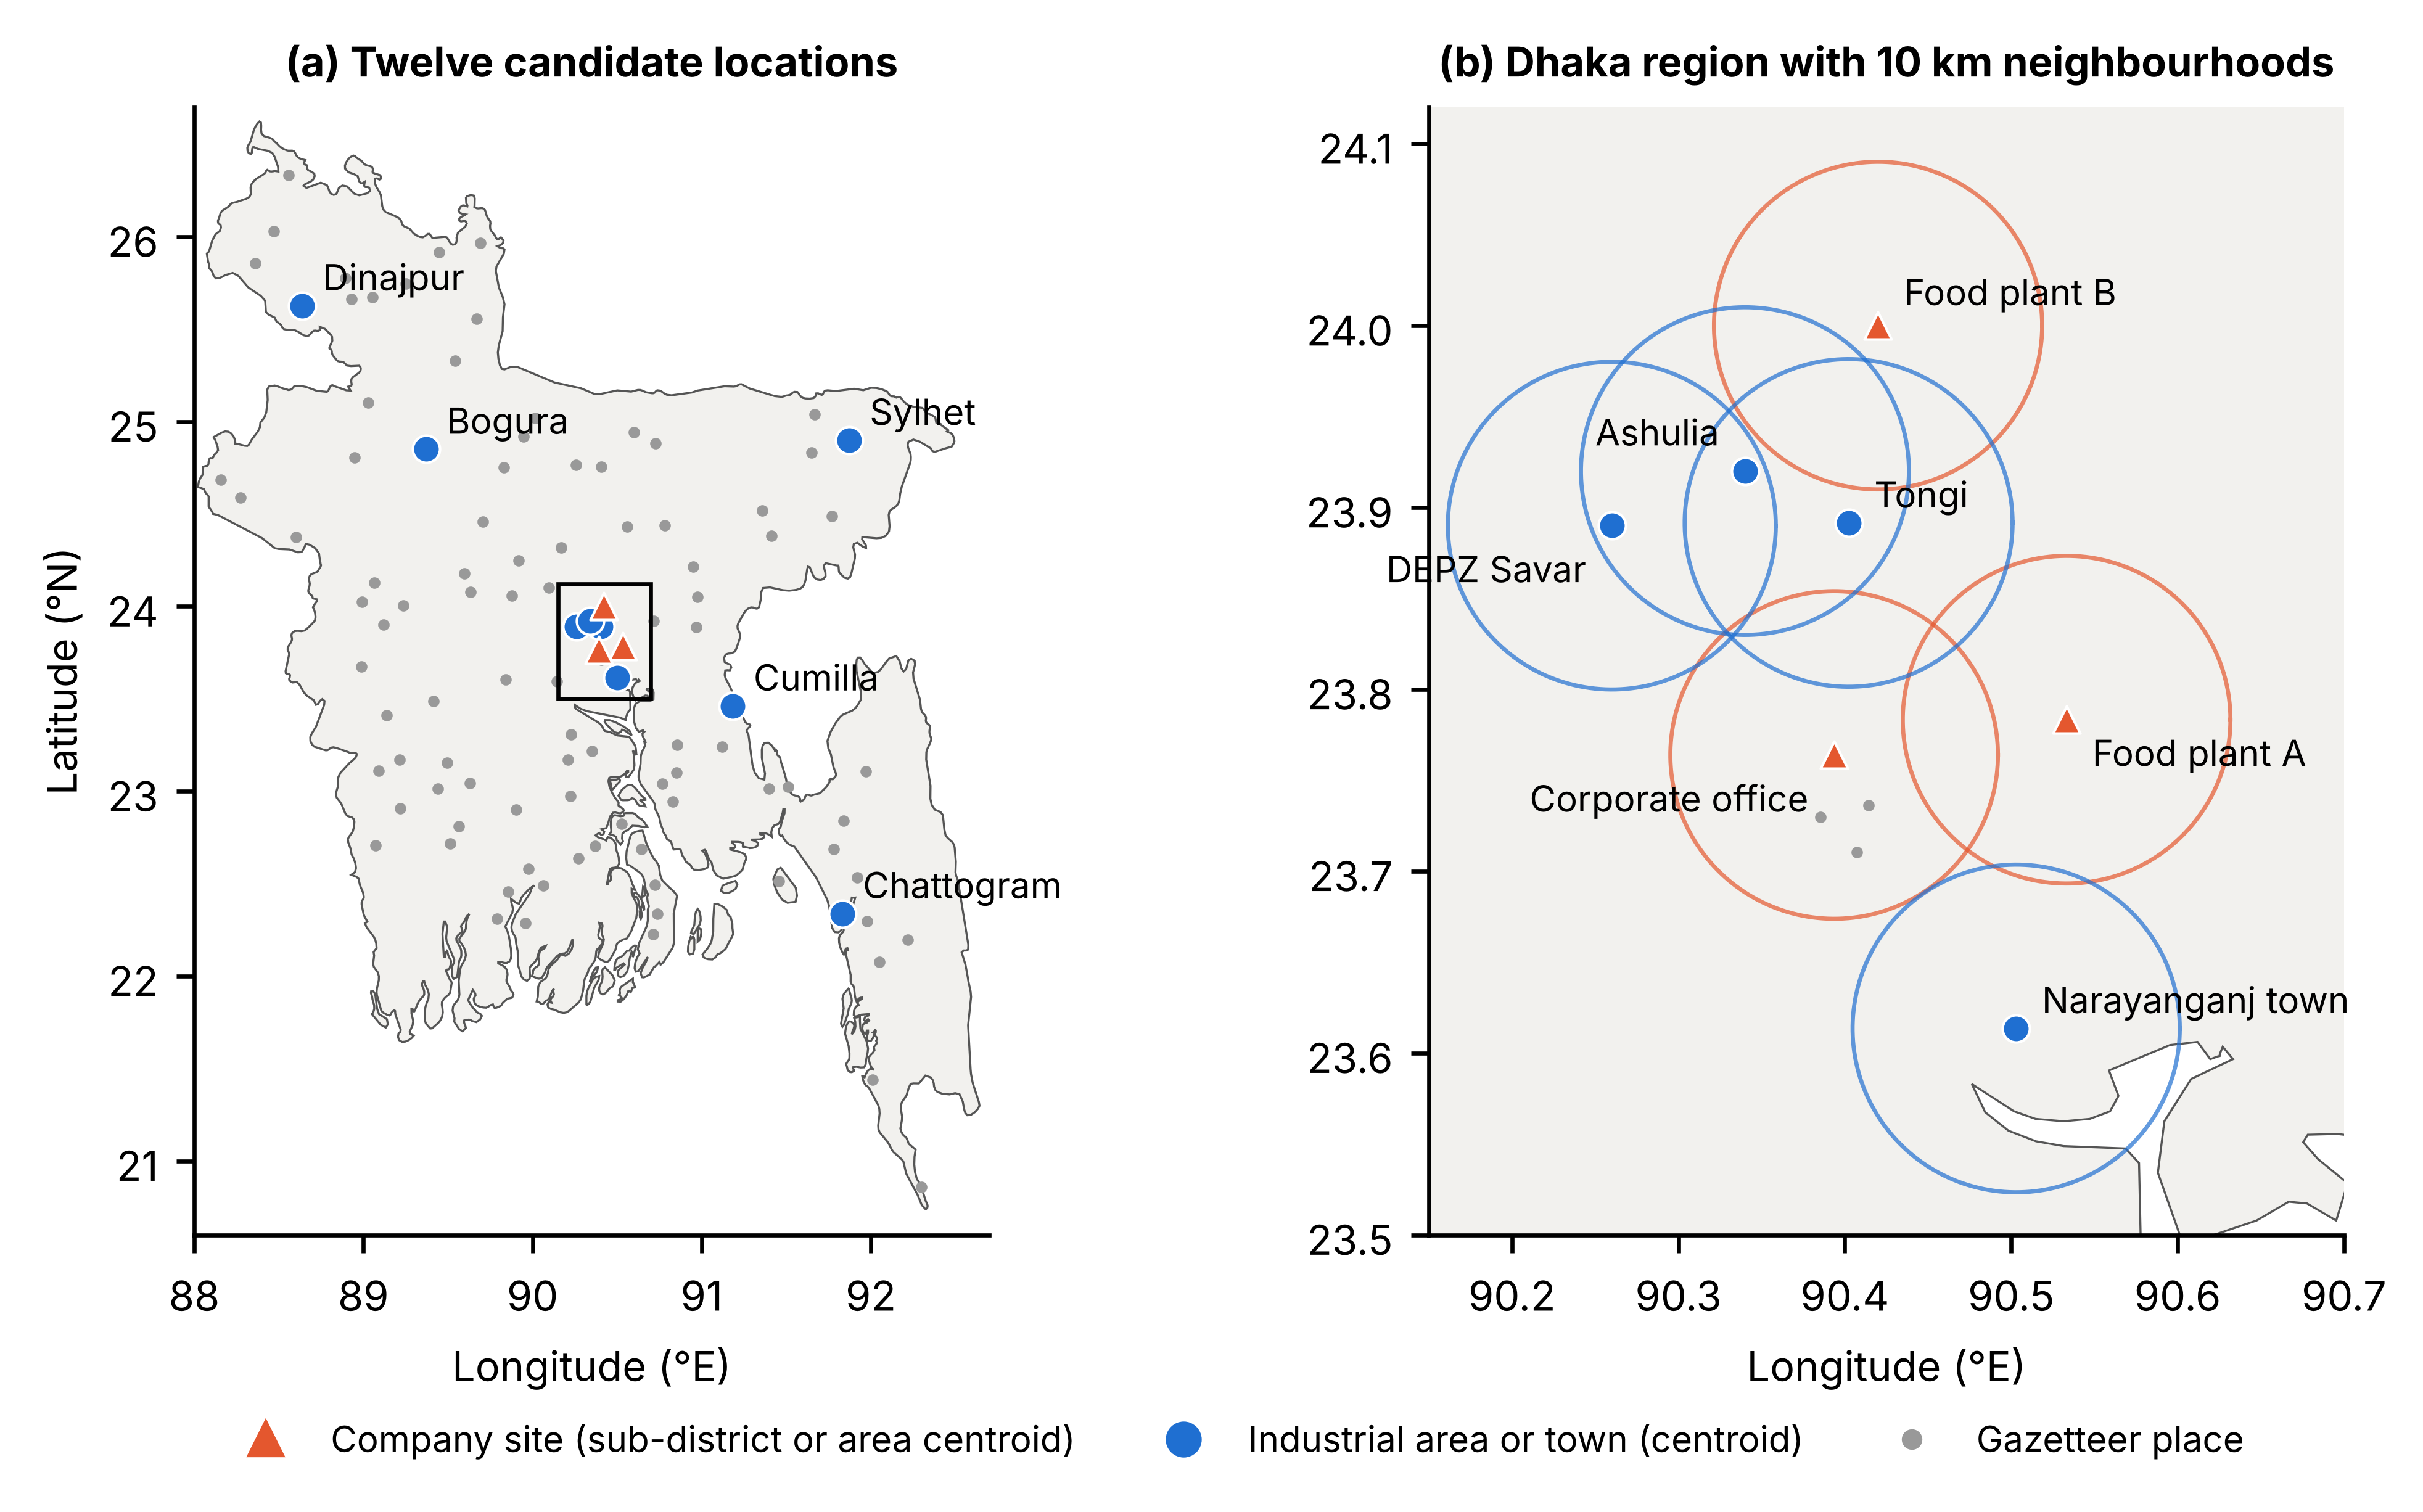 (a) Twelve candidate locations
26
25
24
23
22
21
Latitude (°N)
Dinajpur
Bogura
Sylhet
Cumilla
Chattogram
88
89
90
91
92
Longitude (°E)
(b) Dhaka region with 10 km neighbourhoods
24.1
24.0
23.9
23.8
23.7
23.6
23.5
Food plant B
Ashulia
Tongi
DEPZ Savar
Food plant A
Corporate office
Narayanganj town
90.2
90.3
90.4
90.5
90.6
90.7
Longitude (°E)
Company site (sub-district or area centroid)
Industrial area or town (centroid)
Gazetteer place